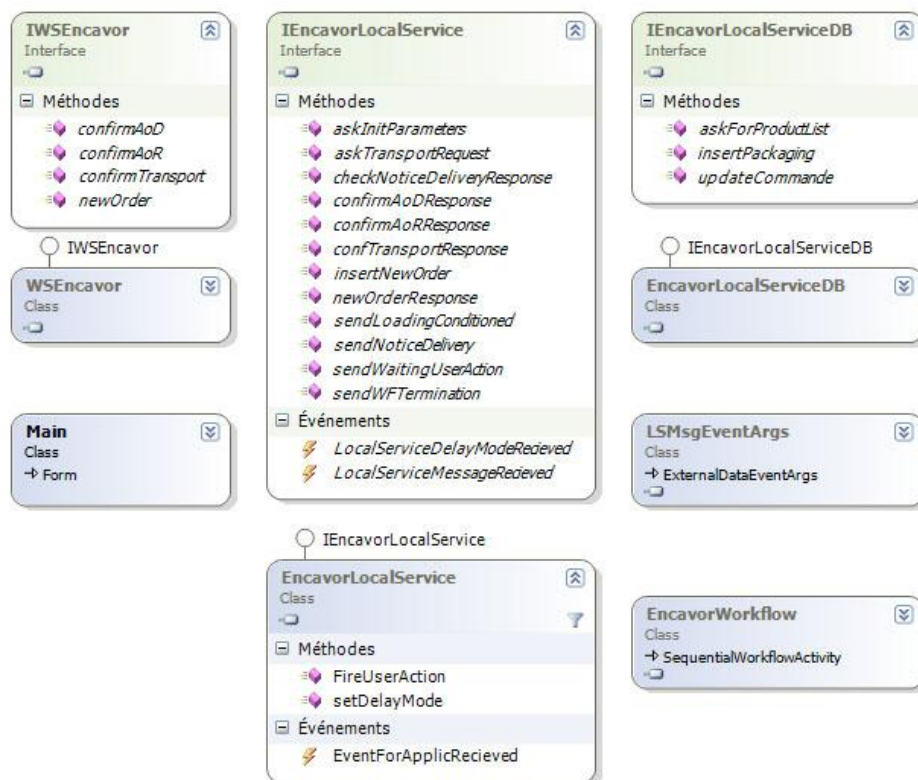 IWSEncavor
Interface
Méthodes
confirmAoD
confirmAoR
confirmTransport
newOrder
IWSEncavor
WSEncavor
Class
Main
Class
Form
IEncavorLocalService
Interface
Méthodes
askInitParameters
askTransportRequest
checkNoticeDeliveryResponse
confirmAoDResponse
confirmAoRResponse
confTransportResponse
insertNewOrder
newOrderResponse
sendLoadingConditioned
sendNoticeDelivery
sendWaitingUserAction
sendWFTermination
Événements
LocalServiceDelayModeRecieved
LocalServiceMessageRecieved
IEncavorLocalService
EncavorLocalService
Class
Méthodes
FireUserAction
setDelayMode
Événements
EventForApplicRecieved
IEncavorLocalServiceDB
Interface
Méthodes
askForProductList
insertPackaging
updateCommande
IEncavorLocalServiceDB
EncavorLocalServiceDB
Class
LSMsgEventArgs
Class
ExternalDataEventArgs
EncavorWorkflow
Class
SequentialWorkflowActivity